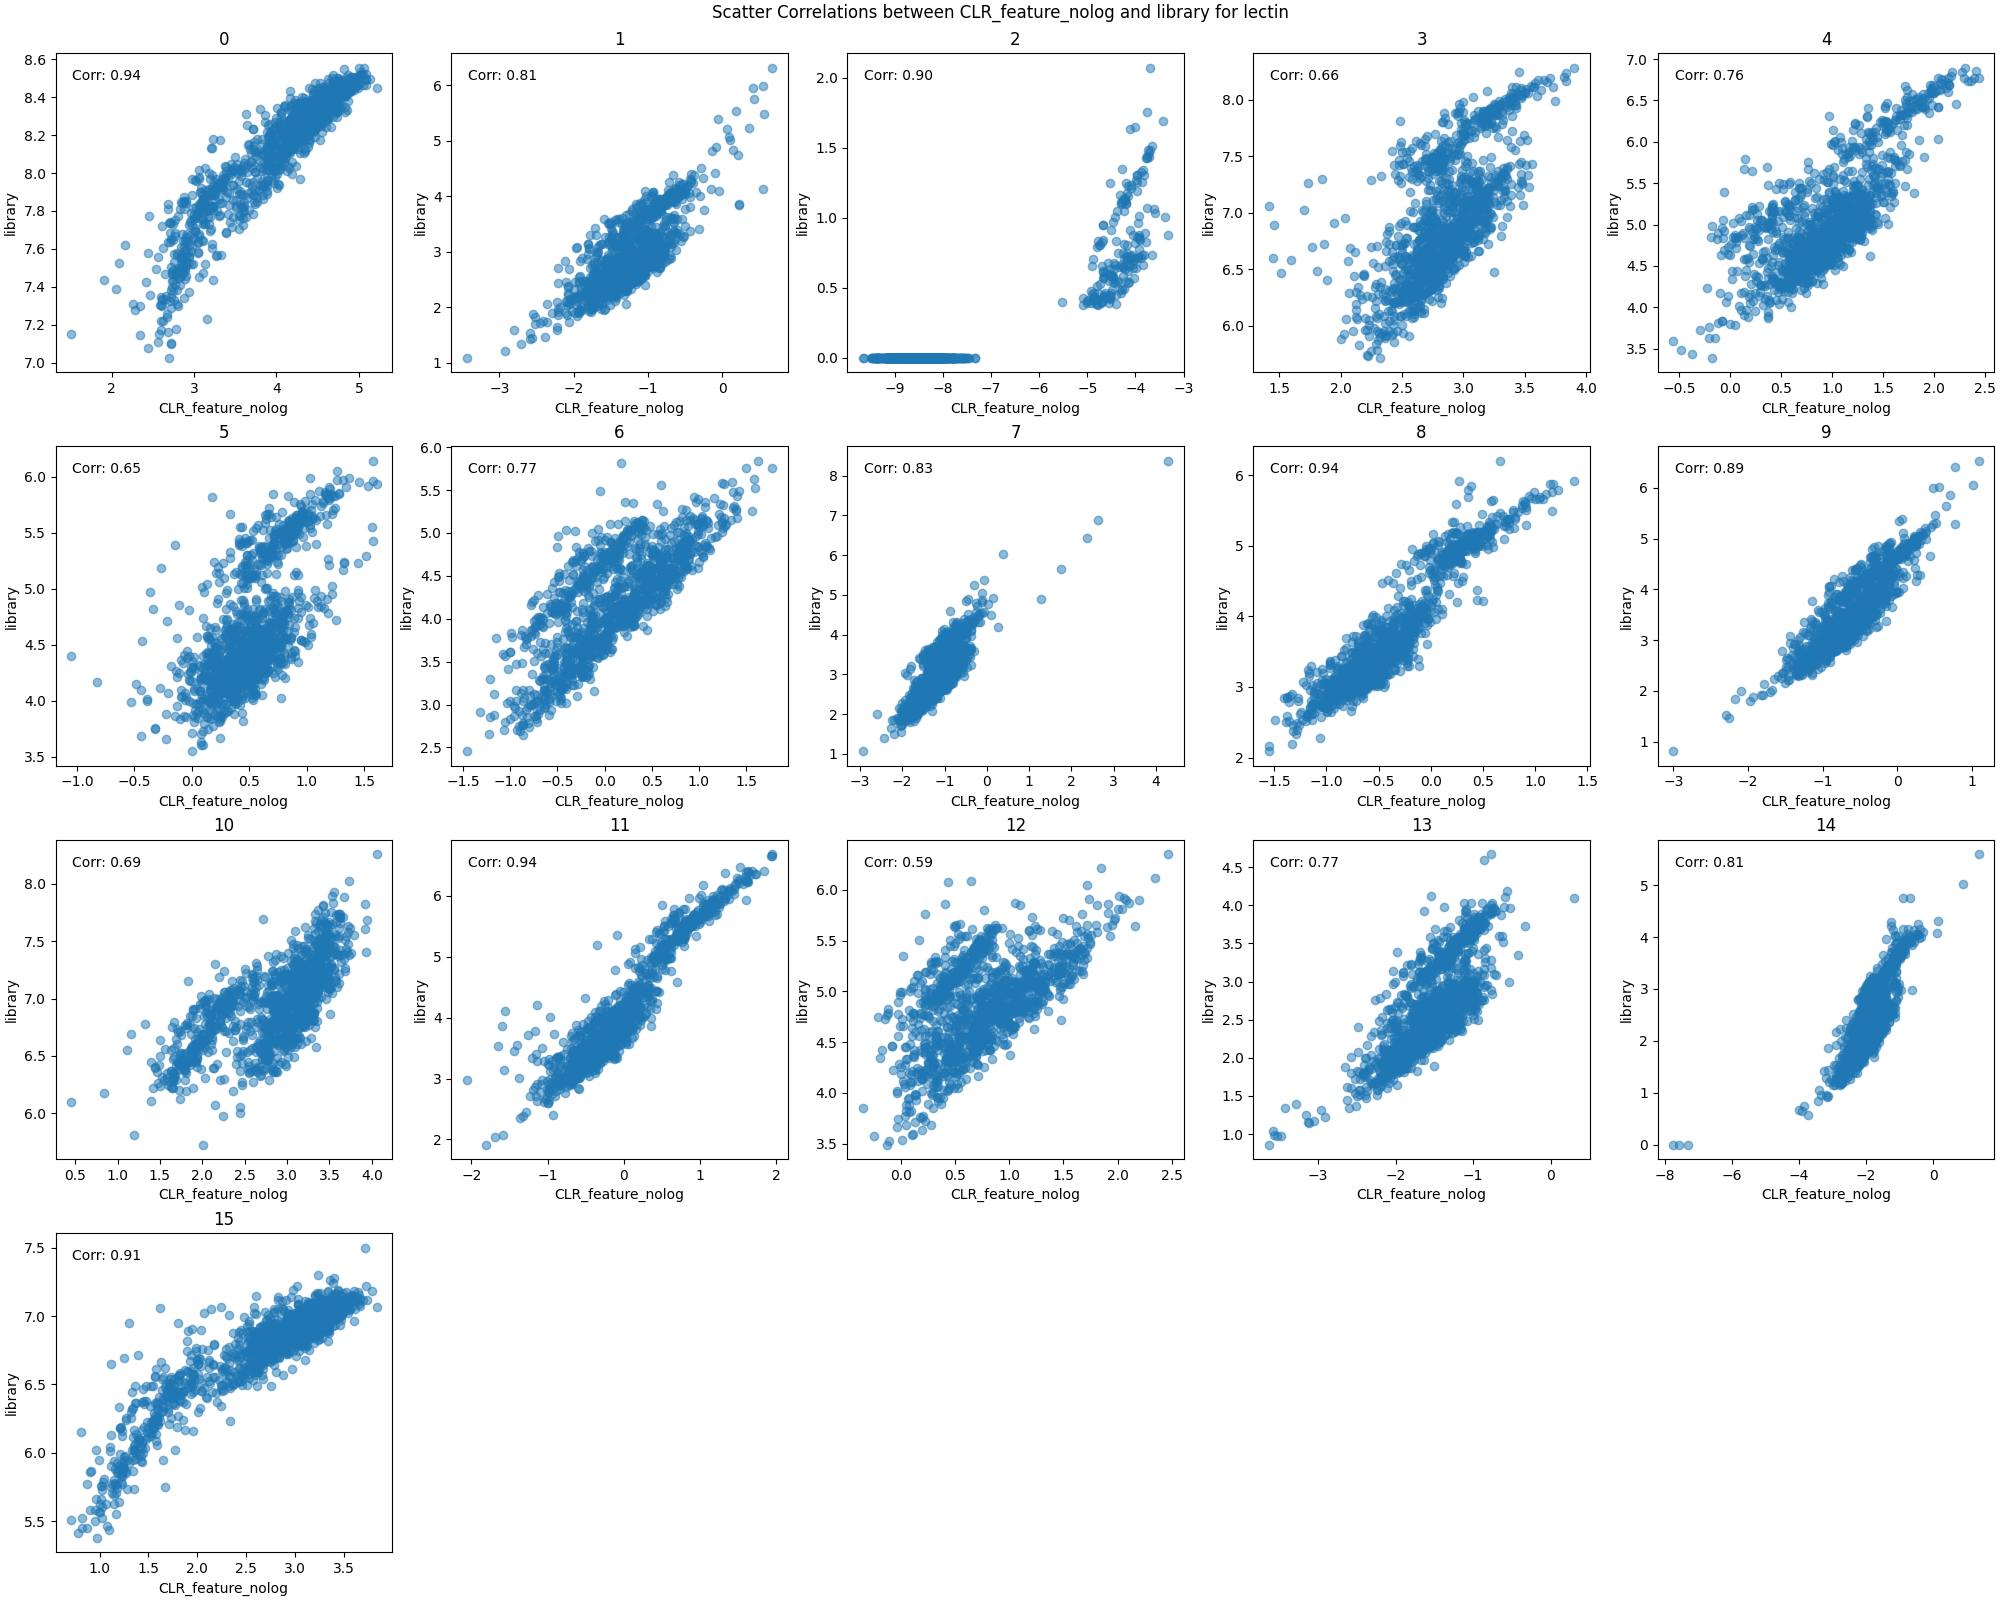 Scatter Correlations between CLR_feature_nolog and library for lectin
0
Corr: 0.94
library
8.6
8.4
8.2
8.0
7.8
7.6
7.4
7.2
7.0
2 3 4 5
CLR_feature_nolog
1
Corr: 0.81
library
6
5
4
3
2
1
−3 −2 −1 0
CLR_feature_nolog
2
Corr: 0.90
library
2.0
1.5
1.0
0.5
0.0
−9 −8 −7 −6 −5 −4 −3
CLR_feature_nolog
3
Corr: 0.66
library
8.0
7.5
7.0
6.5
6.0
1.5 2.0 2.5 3.0 3.5 4.0
CLR_feature_nolog
4
Corr: 0.76
library
7.0
6.5
6.0
5.5
5.0
4.5
4.0
3.5
−0.5 0.0 0.5 1.0 1.5 2.0 2.5
CLR_feature_nolog
5
Corr: 0.65
library
6.0
5.5
5.0
4.5
4.0
3.5
−1.0 −0.5 0.0 0.5 1.0 1.5
CLR_feature_nolog
6
Corr: 0.77
library
6.0
5.5
5.0
4.5
4.0
3.5
3.0
2.5
−1.5 −1.0 −0.5 0.0 0.5 1.0 1.5
CLR_feature_nolog
7
Corr: 0.83
library
8
7
6
5
4
3
2
1
−3 −2 −1 0 1 2 3 4
CLR_feature_nolog
8
Corr: 0.94
library
6
5
4
3
2
−1.5 −1.0 −0.5 0.0 0.5 1.0 1.5
CLR_feature_nolog
9
Corr: 0.89
library
6
5
4
3
2
1
−3 −2 −1 0 1
CLR_feature_nolog
10
Corr: 0.69
library
8.0
7.5
7.0
6.5
6.0
0.5 1.0 1.5 2.0 2.5 3.0 3.5 4.0
CLR_feature_nolog
11
Corr: 0.94
library
6
5
4
3
2
−2 −1 0 1 2
CLR_feature_nolog
12
Corr: 0.59
library
6.0
5.5
5.0
4.5
4.0
3.5
0.0 0.5 1.0 1.5 2.0 2.5
CLR_feature_nolog
13
Corr: 0.77
library
4.5
4.0
3.5
3.0
2.5
2.0
1.5
1.0
−3 −2 −1 0
CLR_feature_nolog
14
Corr: 0.81
library
5
4
3
2
1
0
−8 −6 −4 −2 0
CLR_feature_nolog
15
Corr: 0.91
library
7.5
7.0
6.5
6.0
5.5
1.0 1.5 2.0 2.5 3.0 3.5
CLR_feature_nolog